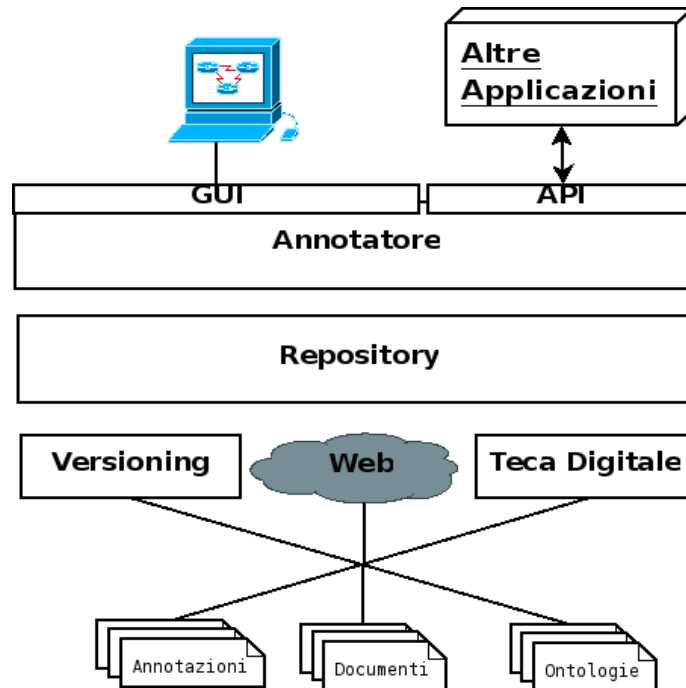 Altre
Applicazioni
GUI
API
Annotatore
Repository
Versioning
Web
Teca Digitale
Annotazioni
Documenti
Ontologie